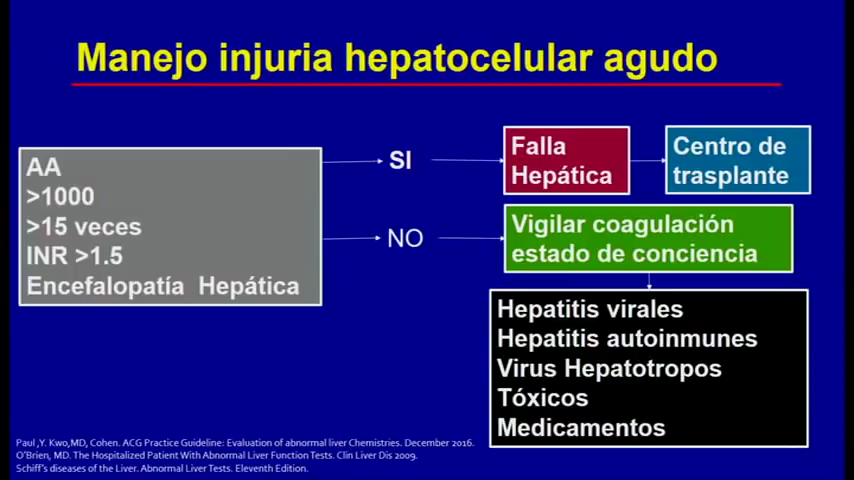 Manejo injuria hepatocelular agudo
AA
>1000
>15 veces
INR >1.5
Encefalopatía Hepática
SI
Falla
Hepática
Centro de
trasplante
NO
Vigilar coagulación
estado de conciencia
Hepatitis virales
Hepatitis autoinmunes
Virus Hepatotropos
Tóxicos
Medicamentos
Paul ,Y. Kwo,MD, Cohen. ACG Practice Guideline: Evaluation of abnormal liver Chemistries. December 2016.
O'Brien, MD. The Hospitalized Patient With Abnormal Liver Function Tests. Clin Liver Dis 2009.
Schiff's diseases of the Liver. Abnormal Liver Tests. Eleventh Edition.